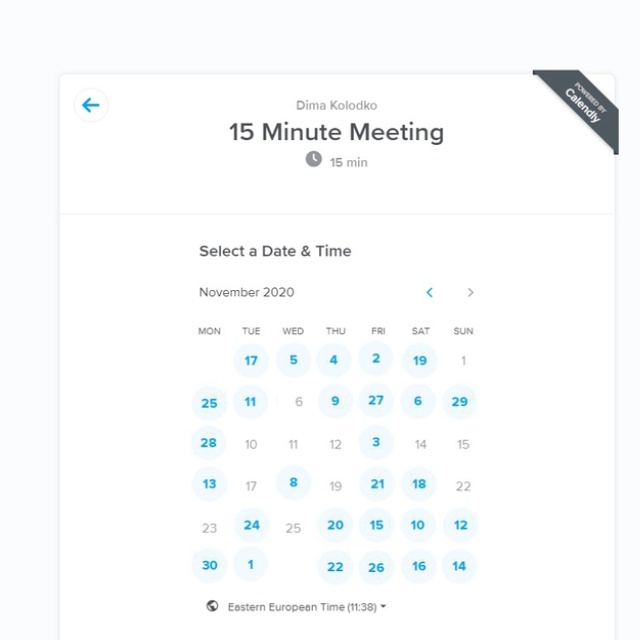 POWERED BY
Calendly
Dima Kolodko
15 Minute Meeting
15 min
Select a Date & Time
November 2020
MON TUE WED THU FRI SAT SUN
17 5 4 2 19 1
25 11 6 9 27 6 29
28 10 11 12 3 14 15
13 17 8 19 21 18 22
23 24 25 20 15 10 12
30 1 22 26 16 14
Eastern European Time (11:38)